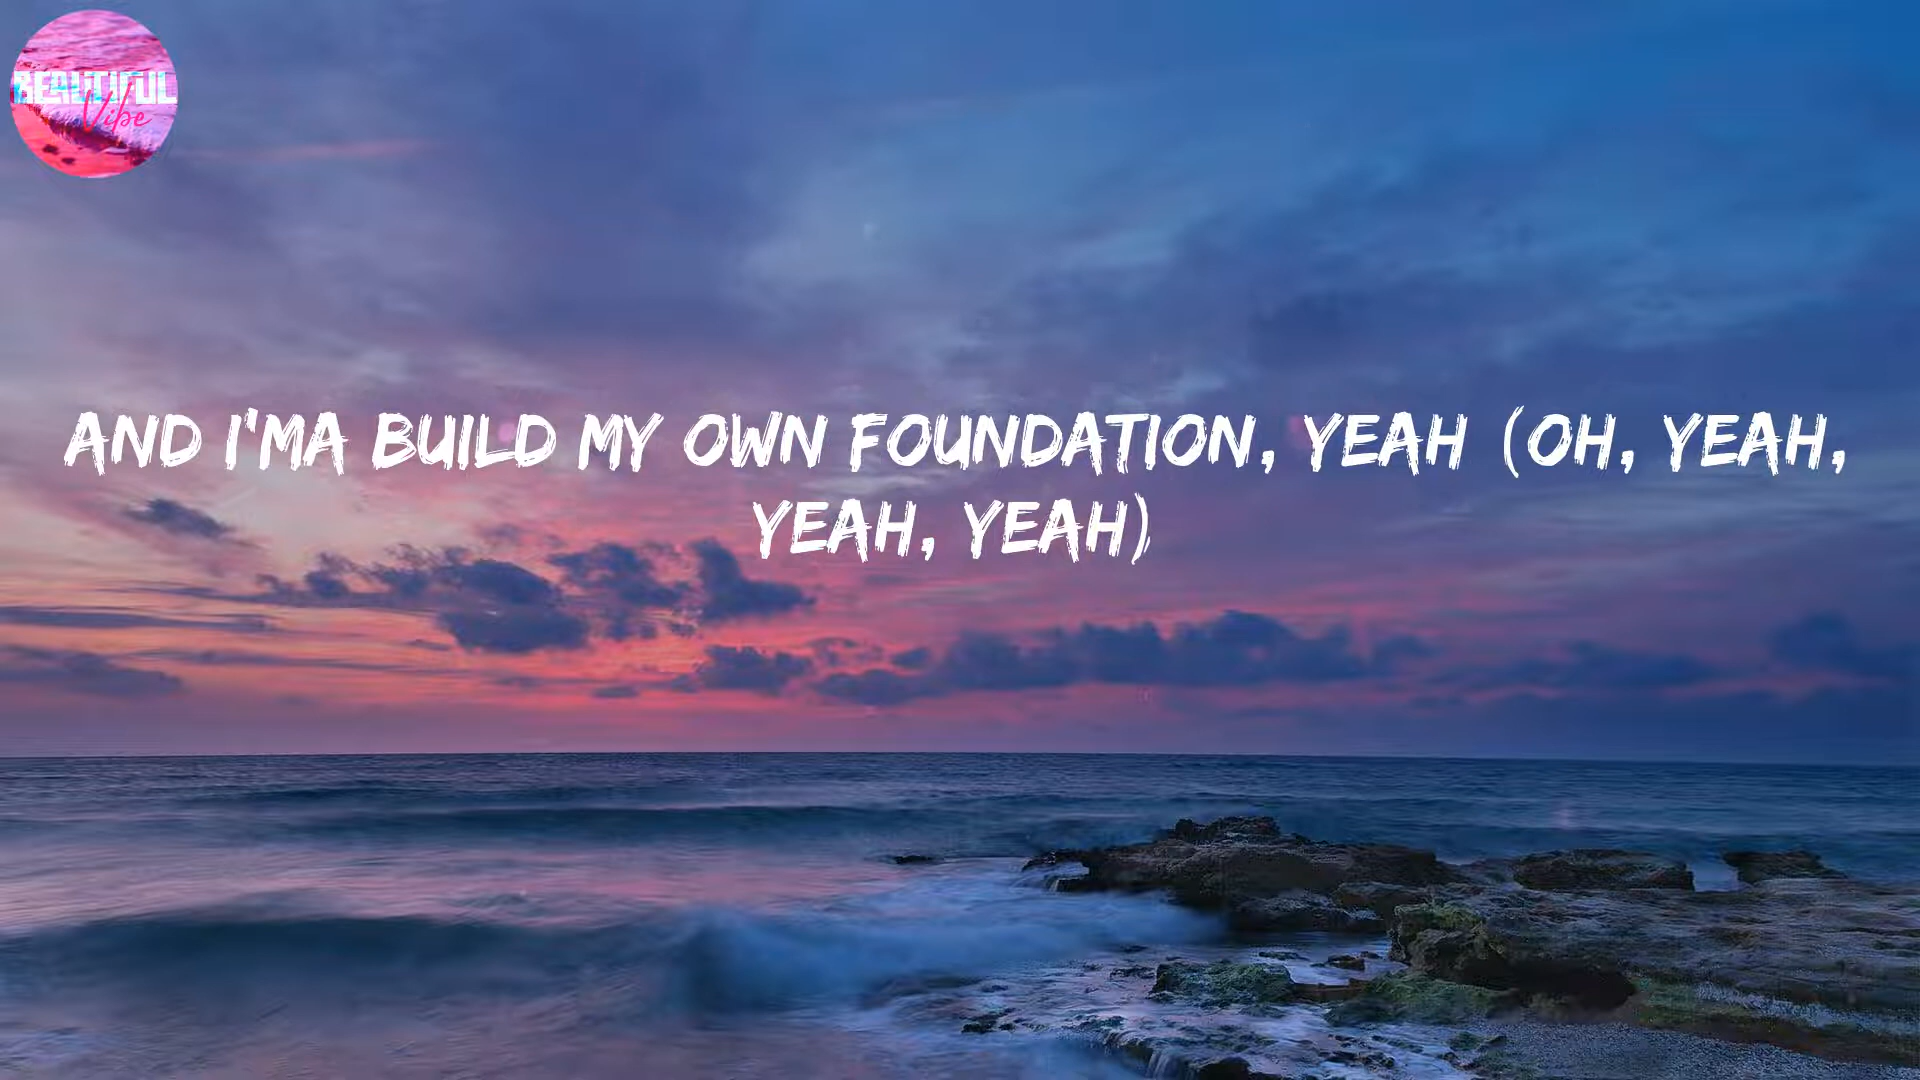 BEAUTIFUL
Vibe
AND I'MA BUILD MY OWN FOUNDATION, YEAH (OH, YEAH,
YEAH, YEAH)